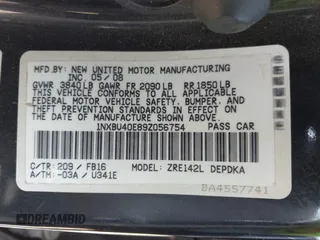 MFD. BY: NEW UNITED MOTOR MANUFACTURING
INC. 05/08
GVWR 3840LB GAWR FR 2090LB RR1850LB
THIS VEHICLE CONFORMS TO ALL APPLICABLE
FEDERAL MOTOR VEHICLE SAFETY, BUMPER, AND
THEFT PREVENTION STANDARDS IN EFFECT ON
THE DATE OF MANUFACTURE SHOWN ABOVE.
1NXBU40E89Z056754 PASS CAR
C/TR: 209 / FB16 MODEL: ZRE142L DEPDKA
A/TM: -03A / U341E
BA4557741
DREAMBID